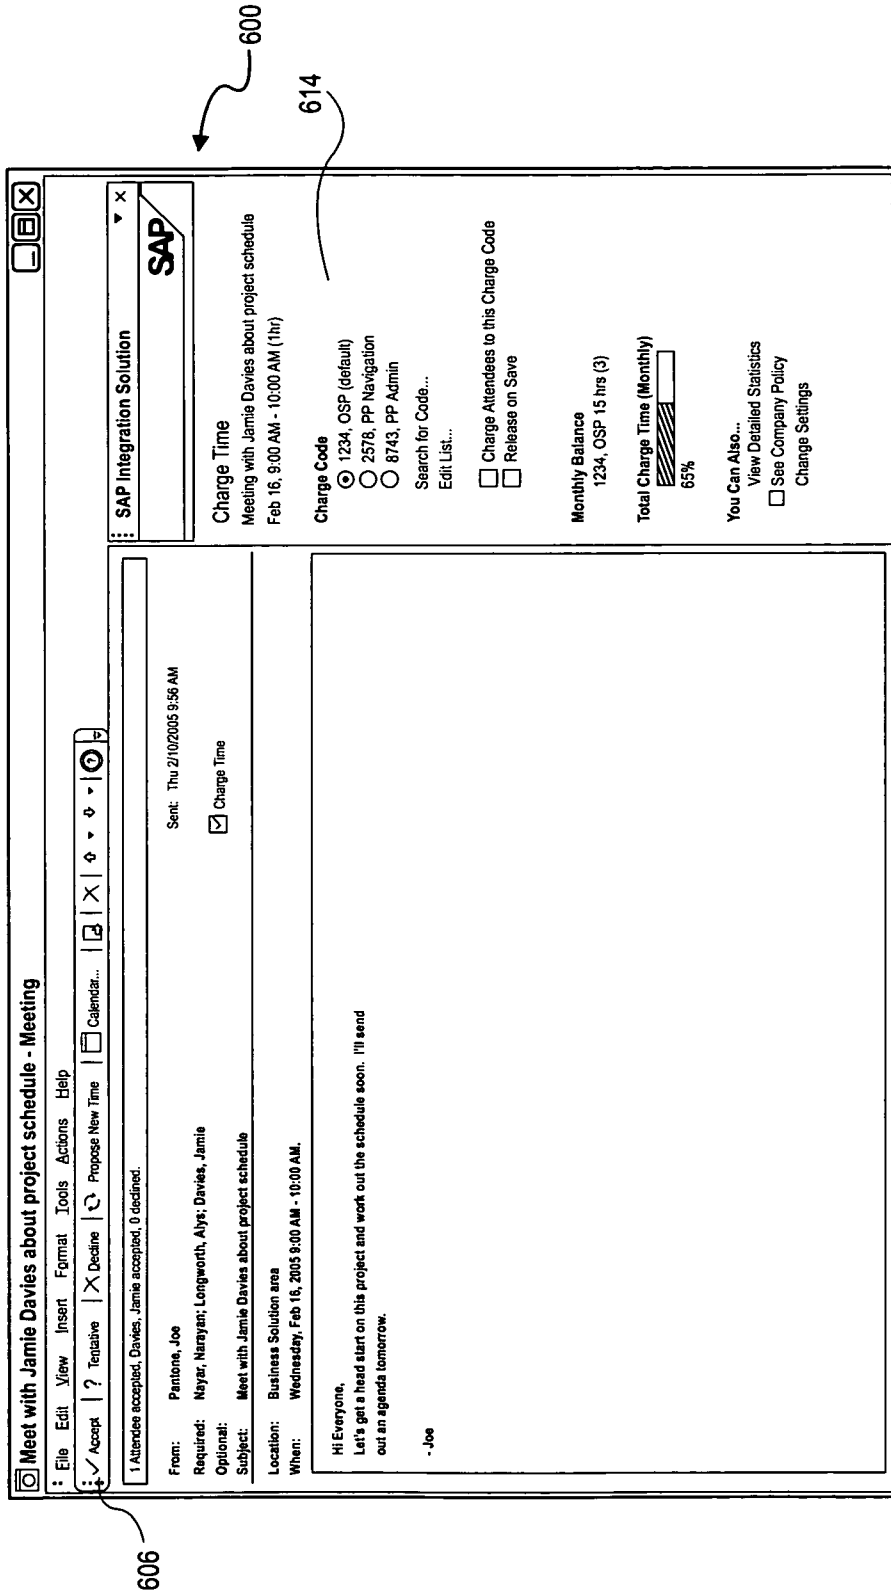 Meet with Jamie Davies about project schedule - Meeting
File Edit View Insert Format Tools Actions Help
Accept | ? Tentative | Decline | Propose New Time | Calendar...
1 Attendee accepted, Davies, Jamie accepted, 0 declined.
From: Pantone, Joe
Sent: Thu 2/10/2005 9:56 AM
Required: Nayar, Narayan; Longworth, Alys; Davies, Jamie
Optional:
Charge Time
Subject: Meet with Jamie Davies about project schedule
Location: Business Solution area
When: Wednesday, Feb 16, 2005 9:00 AM - 10:00 AM.
Hi Everyone,
Let's get a head start on this project and work out the schedule soon. I'll send
out an agenda tomorrow.
- Joe
SAP Integration Solution
SAP
Charge Time
Meeting with Jamie Davies about project schedule
Feb 16, 9:00 AM - 10:00 AM (1hr)
Charge Code
1234, OSP (default)
2578, PP Navigation
8743, PP Admin
Search for Code...
Edit List...
Charge Attendees to this Charge Code
Release on Save
Monthly Balance
1234, OSP 15 hrs (3)
Total Charge Time (Monthly)
65%
You Can Also...
View Detailed Statistics
See Company Policy
Change Settings
600
614
606